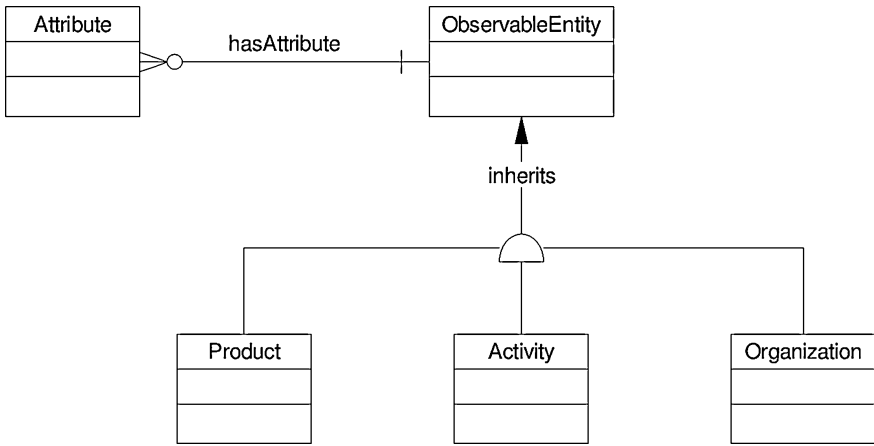 Attribute
hasAttribute
ObservableEntity
inherits
Product
Activity
Organization